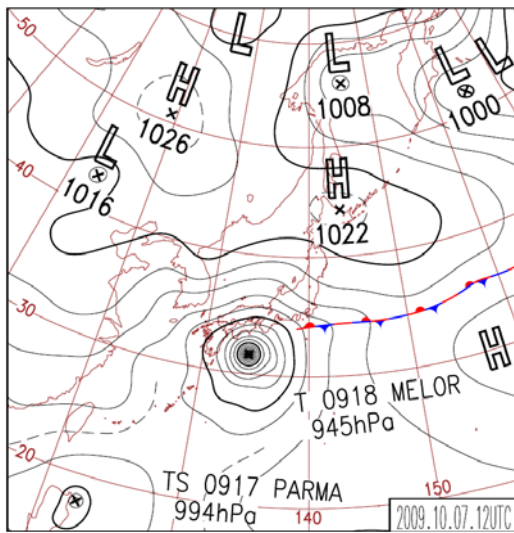 50
L
L
L
L
H
1008
1000
1026
L
40
1016
H
1022
30
H
T 0918 MELOR
945hPa
20
TS 0917 PARMA
994hPa
140
150
2009.10.07.12UTC